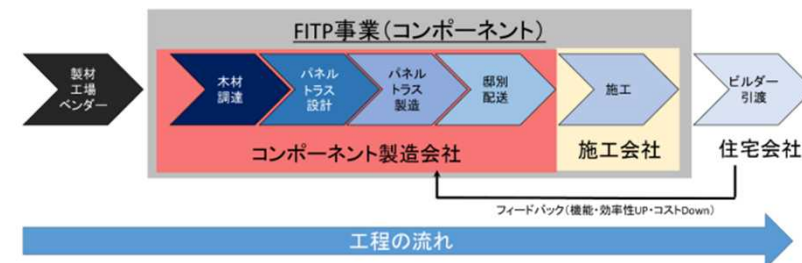 FITP事業(コンポーネント)
製材
工場
ベンダー
木材
調達
パネル
トラス
設計
パネル
トラス
製造
邸別
配送
施工
ビルダー
引渡
コンポーネント製造会社
施工会社
住宅会社
フィードバック(機能・効率性UP・コストDown)
工程の流れ